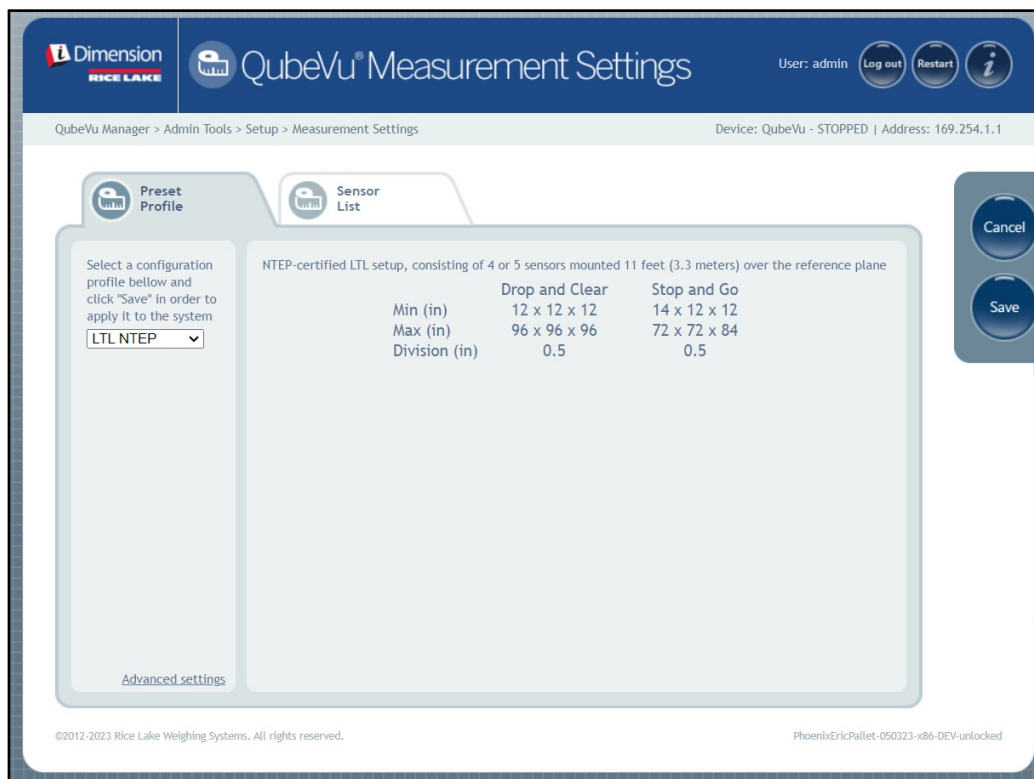 iDimension
RICE LAKE
QubeVu® Measurement Settings
User: admin
Log out
Restart
i
QubeVu Manager > Admin Tools > Setup > Measurement Settings
Device: QubeVu - STOPPED | Address: 169.254.1.1
Preset
Profile
Sensor
List
Cancel
Save
Select a configuration
profile bellow and
click "Save" in order to
apply it to the system
LTL NTEP
Advanced settings
NTEP-certified LTL setup, consisting of 4 or 5 sensors mounted 11 feet (3.3 meters) over the reference plane
Drop and Clear Stop and Go
Min (in) 12 x 12 x 12 14 x 12 x 12
Max (in) 96 x 96 x 96 72 x 72 x 84
Division (in) 0.5 0.5
©2012-2023 Rice Lake Weighing Systems. All rights reserved.
PhoenixEricPallet-050323-x86-DEV-unlocked